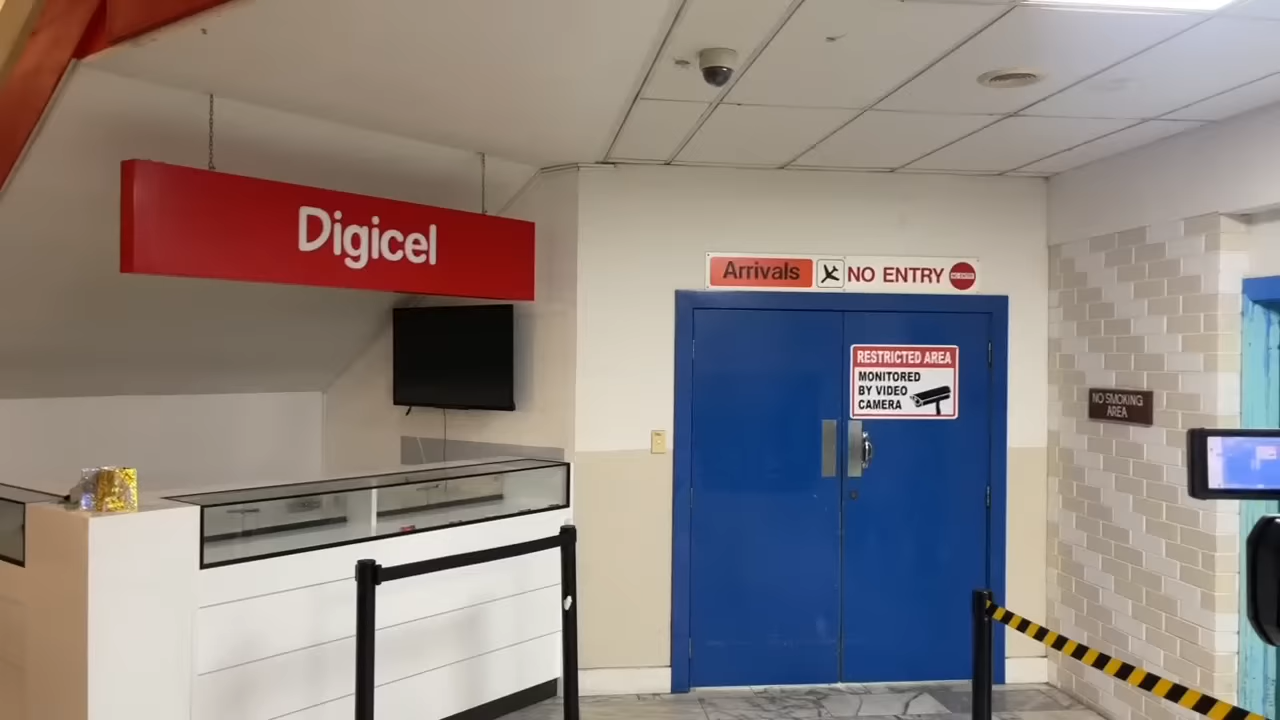 Digicel
Arrivals NO ENTRY
RESTRICTED AREA
MONITORED
BY VIDEO
CAMERA
NO SMOKING
AREA